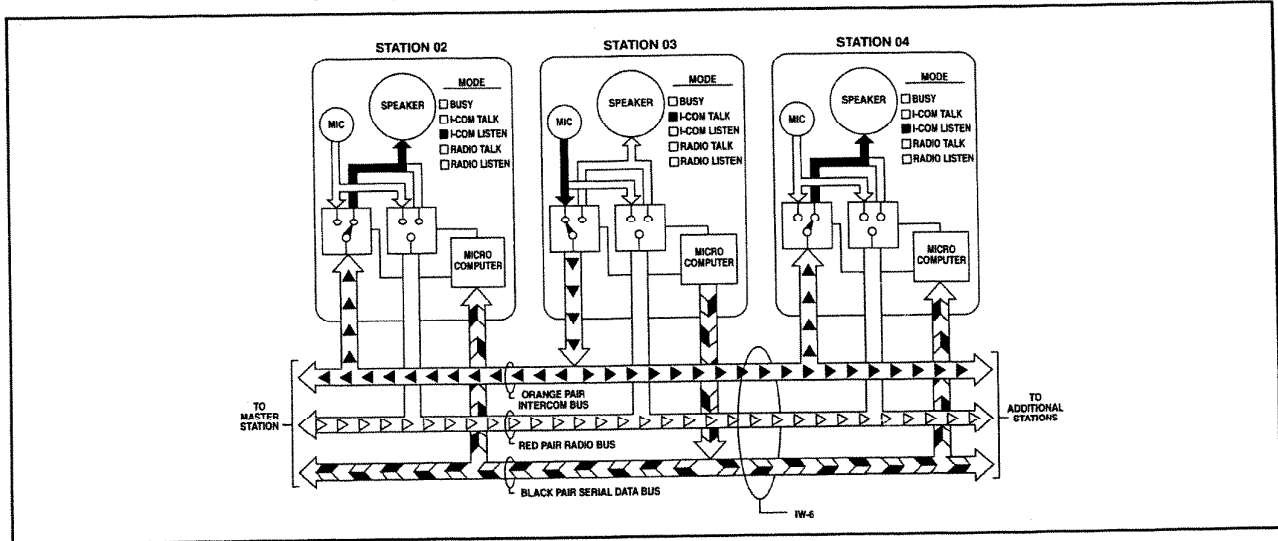 STATION 02
SPEAKER
MIC
MODE
BUSY
I-COM TALK
I-COM LISTEN
RADIO TALK
RADIO LISTEN
MICRO
COMPUTER
STATION 03
SPEAKER
MIC
MODE
BUSY
I-COM TALK
I-COM LISTEN
RADIO TALK
RADIO LISTEN
MICRO
COMPUTER
STATION 04
SPEAKER
MIC
MODE
BUSY
I-COM TALK
I-COM LISTEN
RADIO TALK
RADIO LISTEN
MICRO
COMPUTER
TO
MASTER
STATION
ORANGE PAIR
INTERCOM BUS
RED PAIR RADIO BUS
BLACK PAIR SERIAL DATA BUS
IW-6
TO
ADDITIONAL
STATIONS